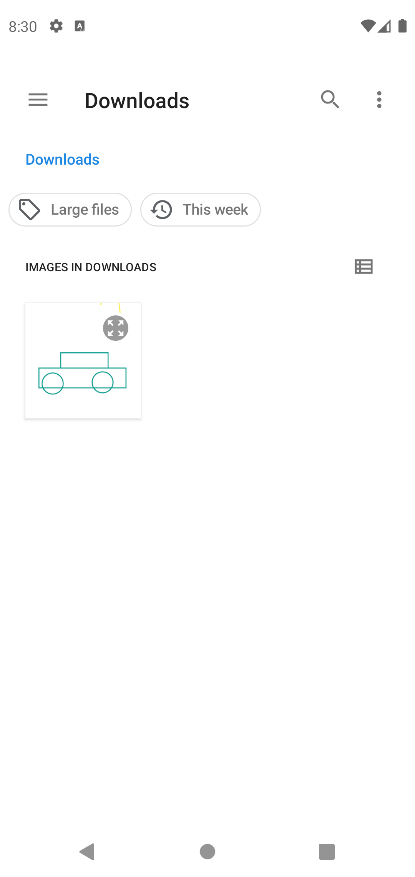 8:30
Downloads
Downloads
Large files
This week
IMAGES IN DOWNLOADS